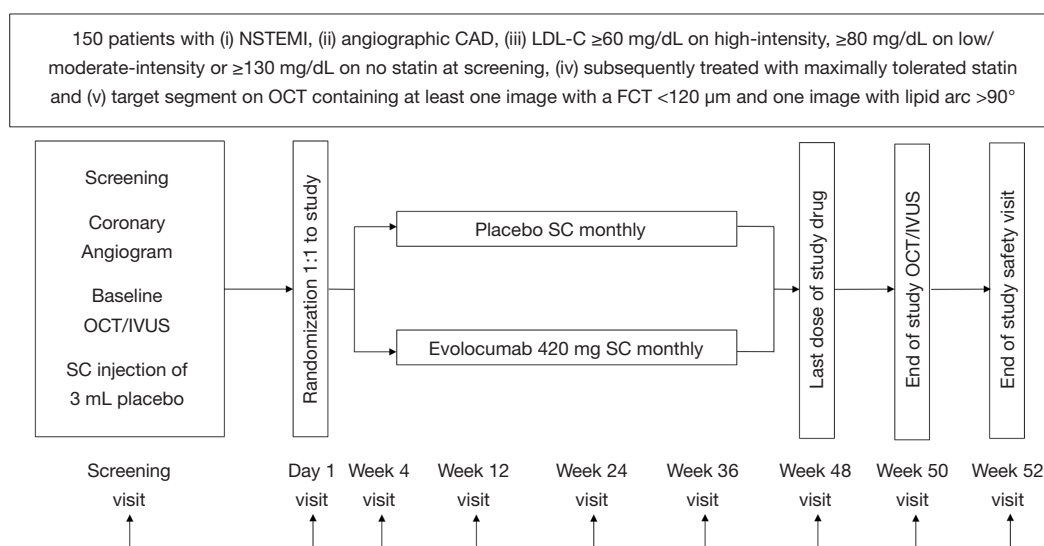 150 patients with (i) NSTEMI, (ii) angiographic CAD, (iii) LDL-C ≥60 mg/dL on high-intensity, ≥80 mg/dL on low/
moderate-intensity or ≥130 mg/dL on no statin at screening, (iv) subsequently treated with maximally tolerated statin
and (v) target segment on OCT containing at least one image with a FCT <120 μm and one image with lipid arc >90°
Screening
Coronary
Angiogram
Baseline
OCT/IVUS
SC injection of
3 mL placebo
Randomization 1:1 to study
Placebo SC monthly
Evolocumab 420 mg SC monthly
Last dose of study drug
End of study OCT/IVUS
End of study safety visit
Screening
visit
Day 1
visit
Week 4
visit
Week 12
visit
Week 24
visit
Week 36
visit
Week 48
visit
Week 50
visit
Week 52
visit